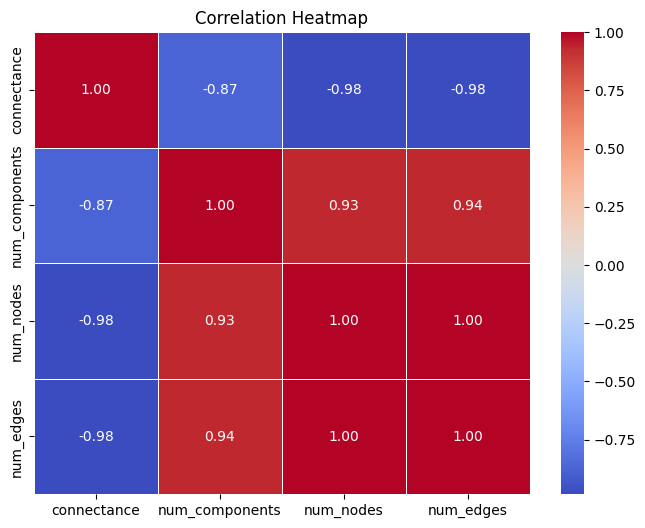 Correlation Heatmap
connectance
1.00
-0.87
-0.98
-0.98
num_components
-0.87
1.00
0.93
0.94
num_nodes
-0.98
0.93
1.00
1.00
num_edges
-0.98
0.94
1.00
1.00
connectance
num_components
num_nodes
num_edges
1.00
0.75
0.50
0.25
0.00
−0.25
−0.50
−0.75